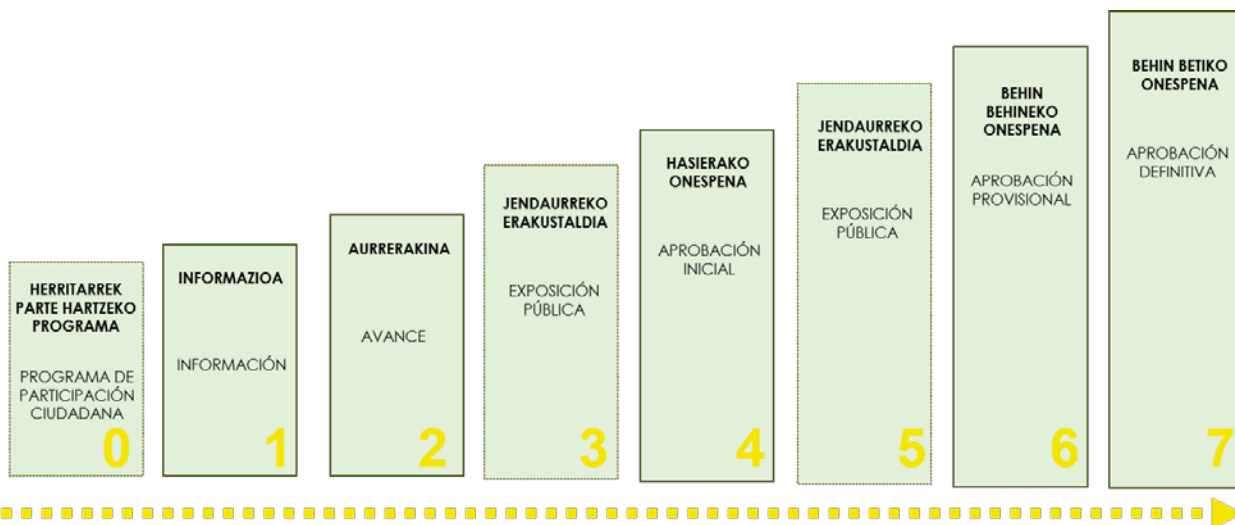 HERRITARREK
PARTE HARTZEKO
PROGRAMA
PROGRAMA DE
PARTICIPACIÓN
CIUDADANA
0
INFORMAZIOA
INFORMACIÓN
1
AURRERAKINA
AVANCE
2
JENDAURREKO
ERAKUSTALDIA
EXPOSICIÓN
PÚBLICA
3
HASIERAKO
ONESPENA
APROBACIÓN
INICIAL
4
JENDAURREKO
ERAKUSTALDIA
EXPOSICIÓN
PÚBLICA
5
BEHIN
BEHINEKO
ONESPENA
APROBACIÓN
PROVISIONAL
6
BEHIN BETIKO
ONESPENA
APROBACIÓN
DEFINITIVA
7